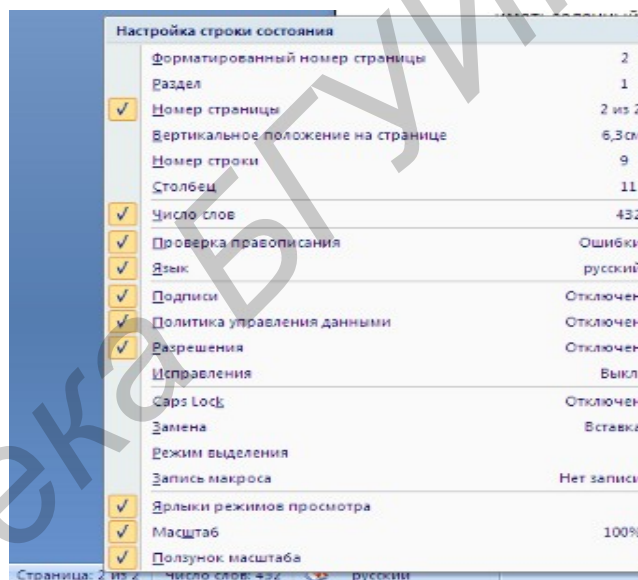 Настройка строки состояния
Форматированный номер страницы 2
Раздел 1
Номер страницы 2 из 2
Вертикальное положение на странице 6,3см
Номер строки 9
Столбец 11
Число слов 432
Проверка правописания Ошибки
Язык русский
Подписи Отключен
Политика управления данными Отключен
Разрешения Отключен
Исправления Выкл
Caps Lock Отключен
Замена Вставка
Режим выделения
Запись макроса Нет записи
Ярлыки режимов просмотра
Масштаб 100%
Ползунок масштаба
Страница: 2 из 2 Число слов: 432 русский
ека БГУИ